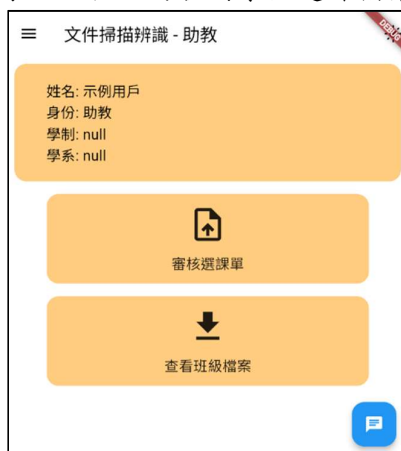 文件掃描辨識 - 助教
DEBUG
姓名: 示例用戶
身份: 助教
學制: null
學系: null
審核選課單
查看班級檔案